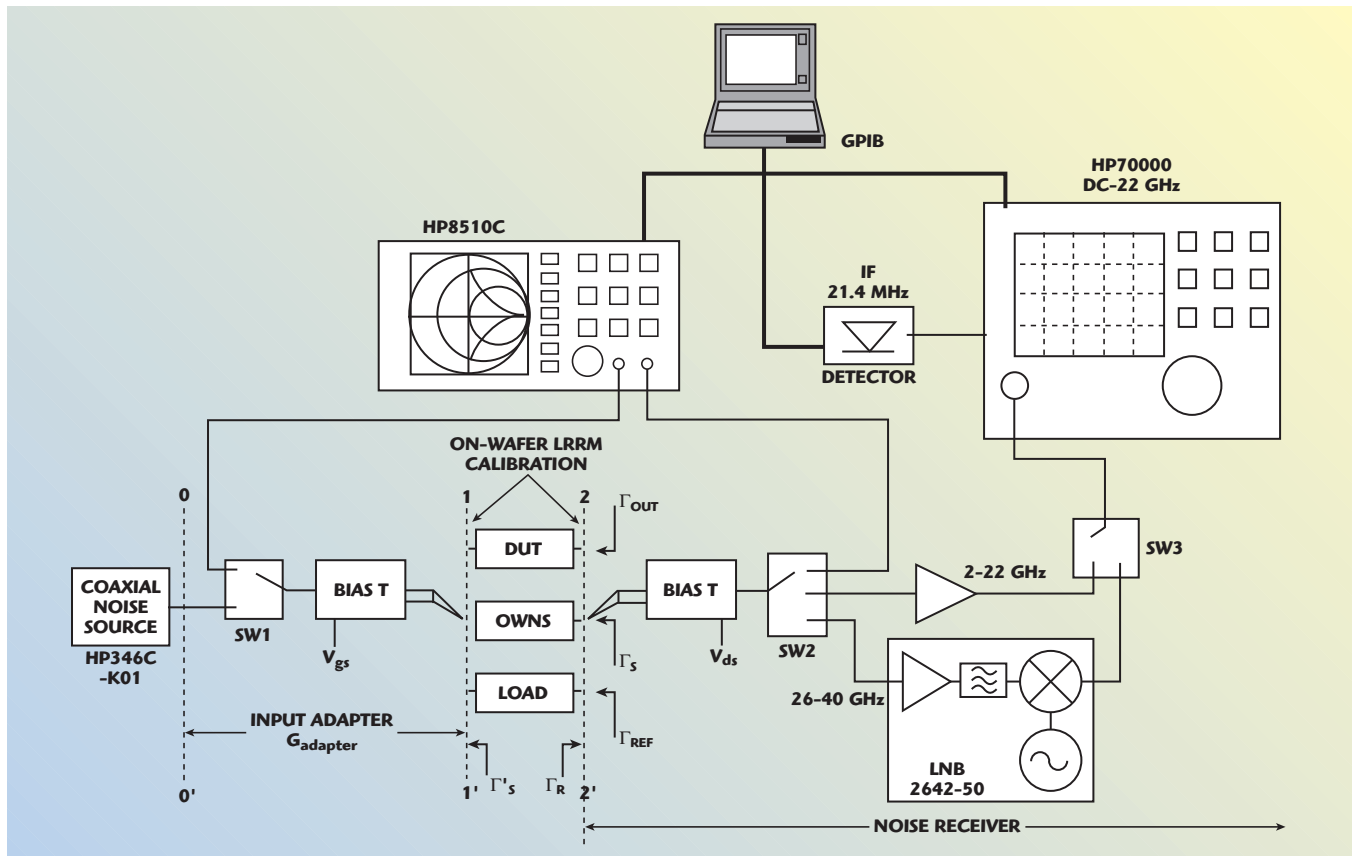 GPIB
HP70000
DC-22 GHz
HP8510C
IF
21.4 MHz
DETECTOR
ON-WAFER LRRM
CALIBRATION
0
1
2
ΓOUT
DUT
SW3
COAXIAL
NOISE
SOURCE
HP346C
-K01
SW1
BIAS T
Vgs
OWNS
ΓS
BIAS T
Vds
SW2
2-22 GHz
LOAD
26-40 GHz
INPUT ADAPTER
Gadapter
ΓREF
Γ'S
ΓR
0'
1'
2'
LNB
2642-50
NOISE RECEIVER